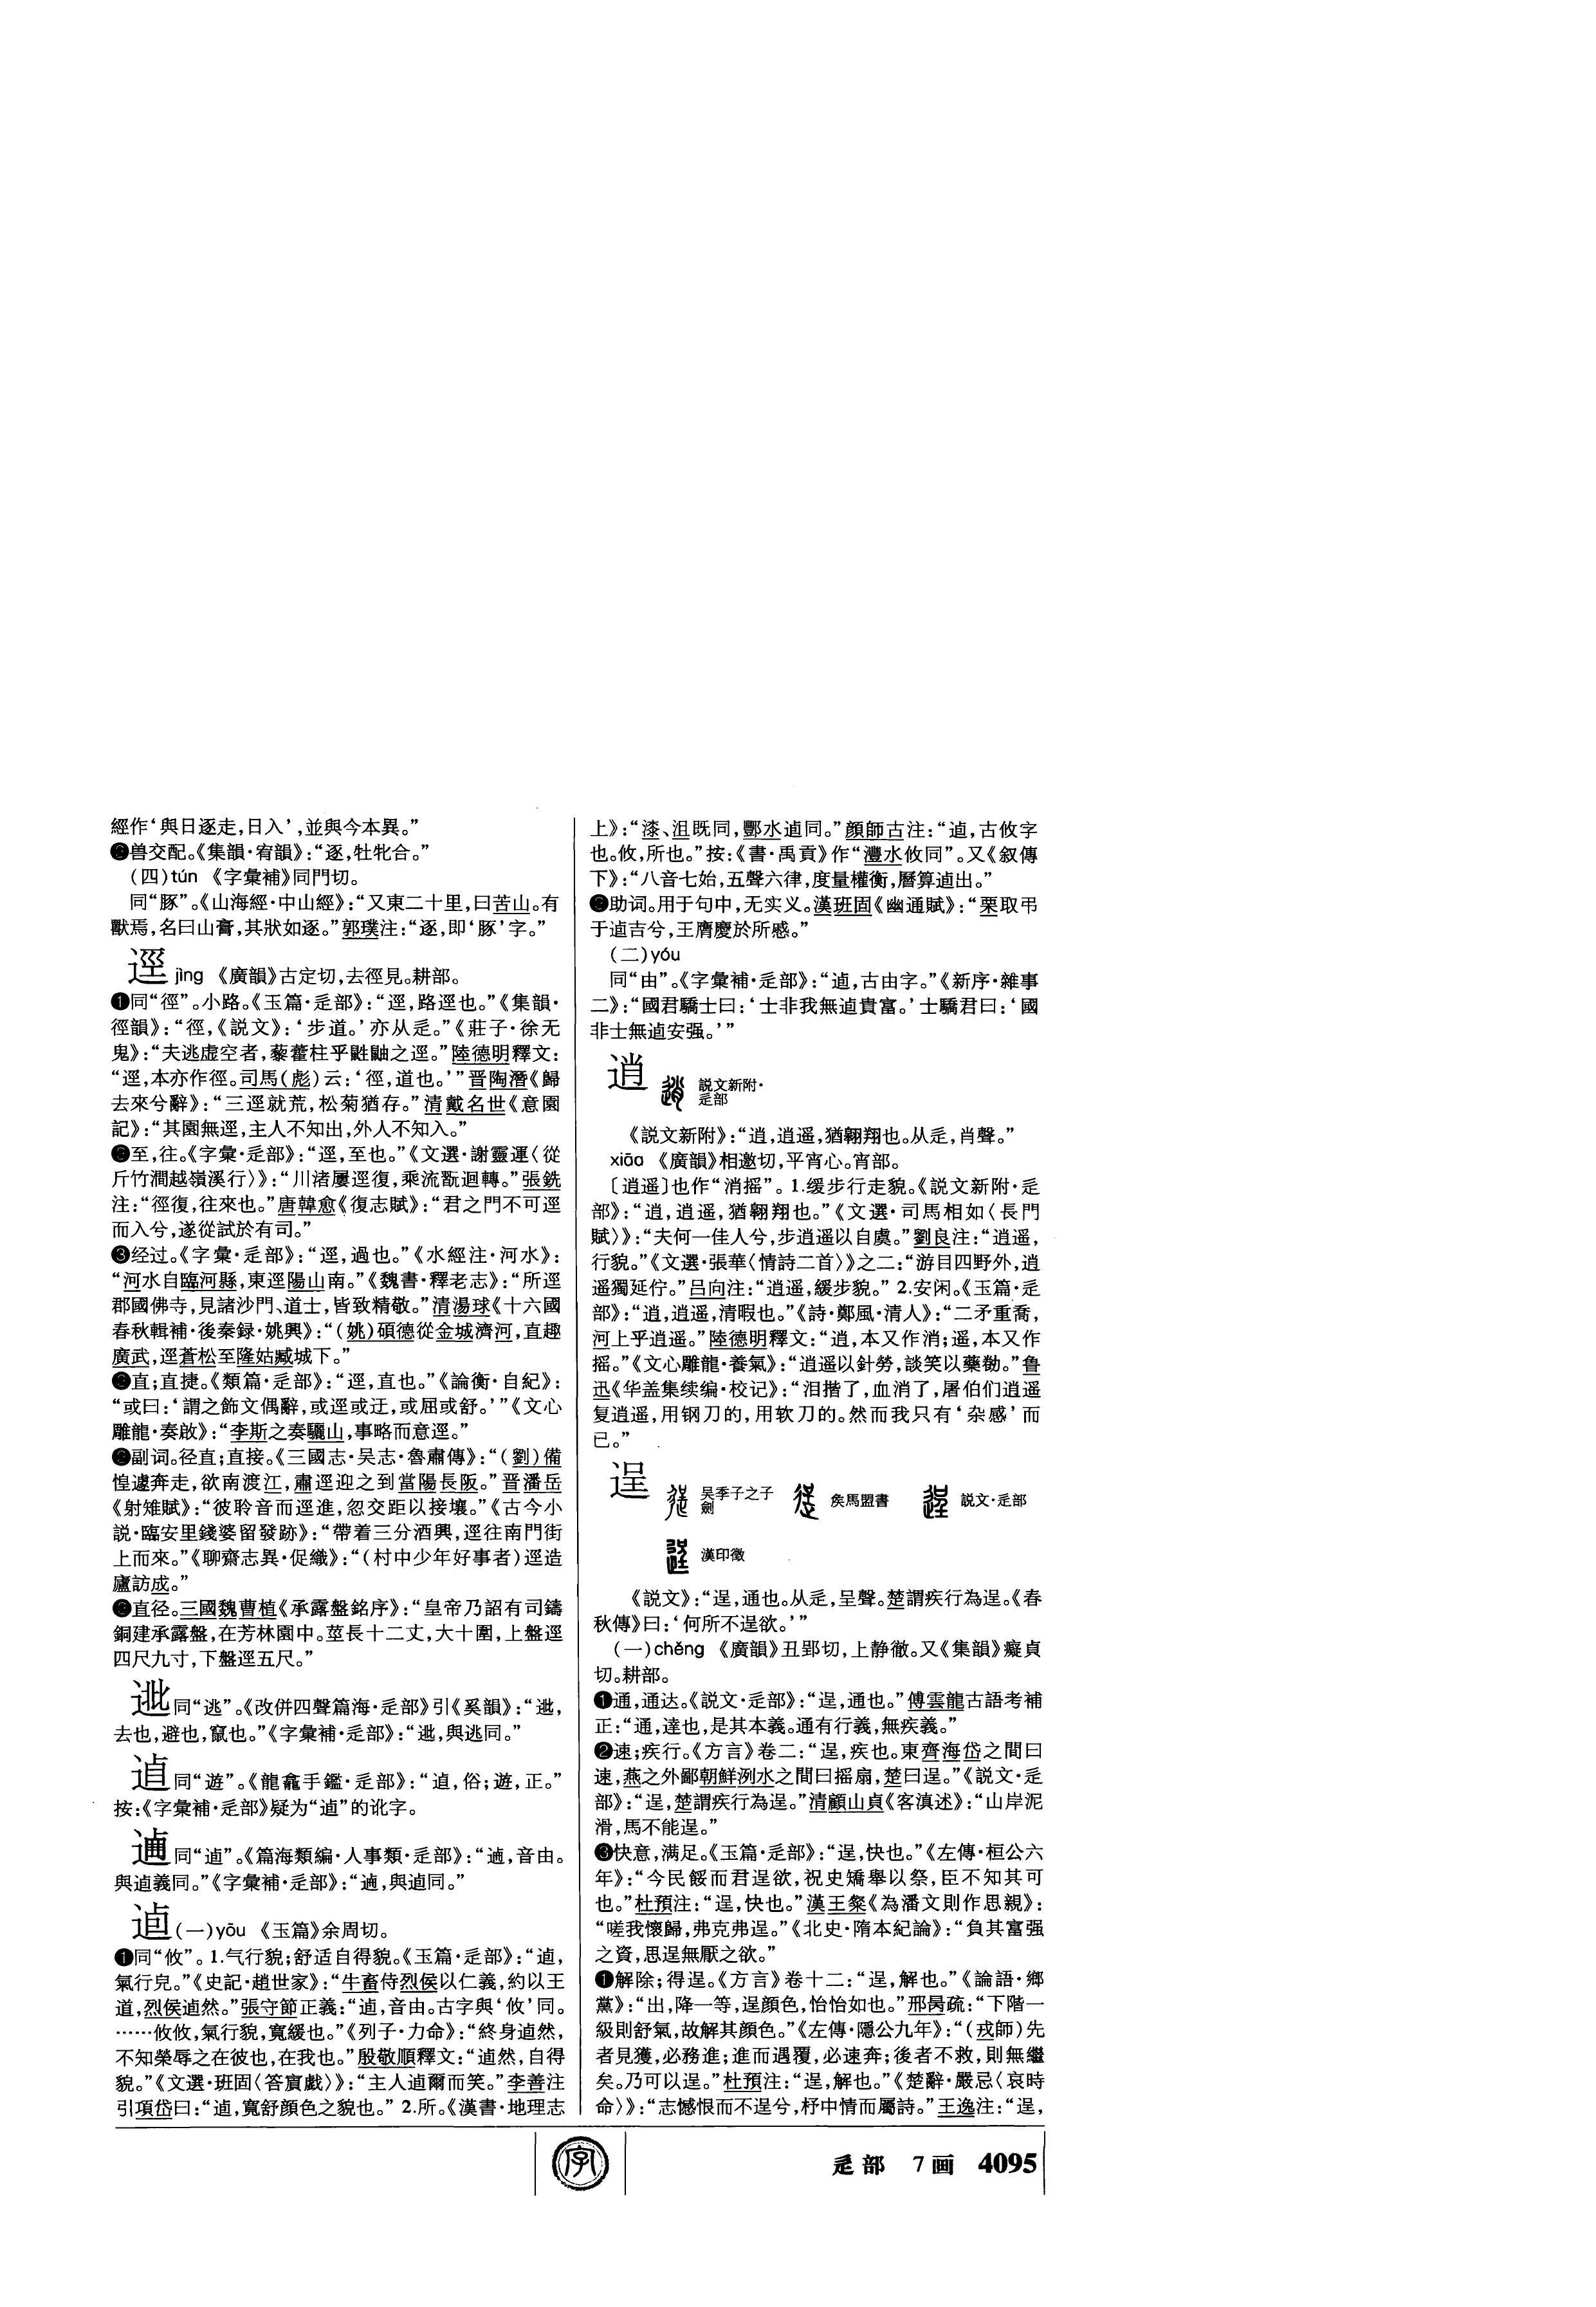 經作‘與日逐走，日入’，並與今本異。”
兽交配。《集韻·宥韻》：“逐，牡牝合。”
（四）tún 《字彙補》同門切。
同“豚”。《山海經·中山經》：“又東二十里，曰苦山。有
獸焉，名曰山膏，其狀如逐。”郭璞注：“逐，即‘豚’字。”
逕 jìng 《廣韻》古定切，去徑見。耕部。
❶同“徑”。小路。《玉篇·辵部》：“逕，路逕也。”《集韻·
徑韻》：“徑，《説文》：‘步道。’亦从辵。”《莊子·徐无
鬼》：“夫逃虚空者，藜藋柱乎鼪鼬之逕。”陸德明釋文：
“逕，本亦作徑。司馬（彪）云：‘徑，道也。’”晋陶潛《歸
去來兮辭》：“三逕就荒，松菊猶存。”清戴名世《意園
記》：“其園無逕，主人不知出，外人不知入。”
❷至，往。《字彙·辵部》：“逕，至也。”《文選·謝靈運〈從
斤竹澗越嶺溪行〉》：“川渚屢逕復，乘流翫迴轉。”張銑
注：“徑復，往來也。”唐韓愈《復志賦》：“君之門不可逕
而入兮，遂從試於有司。”
❸经过。《字彙·辵部》：“逕，過也。”《水經注·河水》：
“河水自臨河縣，東逕陽山南。”《魏書·釋老志》：“所逕
郡國佛寺，見諸沙門、道士，皆致精敬。”清湯球《十六國
春秋輯補·後秦録·姚興》：“（姚）碩德從金城濟河，直趣
廣武，逕蒼松至隆姑臧城下。”
直；直捷。《類篇·辵部》：“逕，直也。”《論衡·自紀》：
“或曰：‘謂之飾文偶辭，或逕或迂，或屈或舒。’”《文心
雕龍·奏啟》：“李斯之奏驪山，事略而意逕。”
副词。径直；直接。《三國志·吴志·魯肅傳》：“（劉）備
惶遽奔走，欲南渡江，肅逕迎之到當陽長阪。”晋潘岳
《射雉賦》：“彼聆音而逕進，忽交距以接壤。”《古今小
説·臨安里錢婆留發跡》：“帶着三分酒興，逕往南門街
上而來。”《聊齋志異·促織》：“（村中少年好事者）逕造
廬訪成。”
直径。三國魏曹植《承露盤銘序》：“皇帝乃詔有司鑄
銅建承露盤，在芳林園中。莖長十二丈，大十圍，上盤逕
四尺九寸，下盤逕五尺。”
同“逃”。《改併四聲篇海·辵部》引《奚韻》：“
去也，避也，竄也。”《字彙補·辵部》：“與逃同。”
同“遊”。《龍龕手鑑·辵部》：“俗；遊，正。”
按：《字彙補·辵部》疑为“逌”的讹字。
同“逌”。《篇海類編·人事類·辵部》：“音由。
與逌義同。”《字彙補·辵部》：“與逌同。”
逌（一）yōu 《玉篇》余周切。
❶同“攸”。1.气行貌；舒适自得貌。《玉篇·辵部》：“逌，
氣行皃。”《史記·趙世家》：“牛畜侍烈侯以仁義，約以王
道，烈侯逌然。”張守節正義：“逌，音由。古字與‘攸’同。
……攸攸，氣行貌，寬緩也。”《列子·力命》：“終身逌然，
不知榮辱之在彼也，在我也。”殷敬順釋文：“逌然，自得
貌。”《文選·班固〈答賓戲〉》：“主人逌爾而笑。”李善注
引項岱曰：“逌，寬舒顔色之貌也。” 2.所。《漢書·地理志
上》：“漆、沮既同，酆水逌同。”顔師古注：“逌，古攸字
也。攸，所也。”按：《書·禹貢》作“灃水攸同”。又《叙傳
下》：“八音七始，五聲六律，度量權衡，曆算逌出。”
助词。用于句中，无实义。漢班固《幽通賦》：“栗取弔
于逌吉兮，王膺慶於所慼。”
（二）yóu
同“由”。《字彙補·辵部》：“逌，古由字。”《新序·雜事
二》：“國君驕士曰：‘士非我無逌貴富。’士驕君曰：‘國
非士無逌安强。’”
逍 説文新附·
辵部
《説文新附》：“逍，逍遥，猶翱翔也。从辵，肖聲。”
xiāo 《廣韻》相邀切，平宵心。宵部。
〔逍遥〕也作“消摇”。1.缓步行走貌。《説文新附·辵
部》：“逍，逍遥，猶翱翔也。”《文選·司馬相如〈長門
賦〉》：“夫何一佳人兮，步逍遥以自虞。”劉良注：“逍遥，
行貌。”《文選·張華〈情詩二首〉》之二：“游目四野外，逍
遥獨延佇。”吕向注：“逍遥，緩步貌。” 2.安闲。《玉篇·辵
部》：“逍，逍遥，清暇也。”《詩·鄭風·清人》：“二矛重喬，
河上乎逍遥。”陸德明釋文：“逍，本又作消；遥，本又作
摇。”《文心雕龍·養氣》：“逍遥以針勞，談笑以藥勌。”鲁
迅《华盖集续编·校记》：“泪揩了，血消了，屠伯们逍遥
复逍遥，用钢刀的，用软刀的。然而我只有‘杂感’而
已。”
逞 吴季子之子
劍 矦馬盟書 説文·辵部
漢印徵
《説文》：“逞，通也。从辵，呈聲。楚謂疾行為逞。《春
秋傳》曰：‘何所不逞欲。’”
（一）chěng 《廣韻》丑郢切，上静徹。又《集韻》癡貞
切。耕部。
❶通，通达。《説文·辵部》：“逞，通也。”傅雲龍古語考補
正：“通，達也，是其本義。通有行義，無疾義。”
❷速；疾行。《方言》卷二：“逞，疾也。東齊海岱之間曰
速，燕之外鄙朝鮮洌水之間曰摇扇，楚曰逞。”《説文·辵
部》：“逞，楚謂疾行為逞。”清顧山貞《客滇述》：“山岸泥
滑，馬不能逞。”
❸快意，满足。《玉篇·辵部》：“逞，快也。”《左傳·桓公六
年》：“今民餒而君逞欲，祝史矯舉以祭，臣不知其可
也。”杜預注：“逞，快也。”漢王粲《為潘文則作思親》：
“嗟我懷歸，弗克弗逞。”《北史·隋本紀論》：“負其富强
之資，思逞無厭之欲。”
解除；得逞。《方言》卷十二：“逞，解也。”《論語·鄉
黨》：“出，降一等，逞顔色，怡怡如也。”邢昺疏：“下階一
級則舒氣，故解其顔色。”《左傳·隱公九年》：“（戎師）先
者見獲，必務進；進而遇覆，必速奔；後者不救，則無繼
矣。乃可以逞。”杜預注：“逞，解也。”《楚辭·嚴忌〈哀時
命〉》：“志憾恨而不逞兮，杼中情而屬詩。”王逸注：“逞，
字
辵部 7画 4095